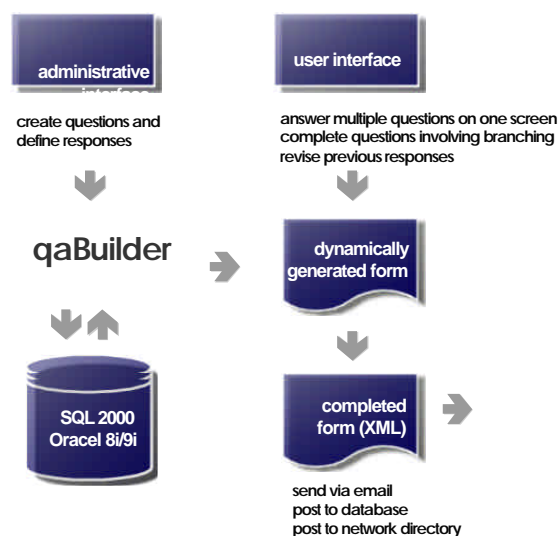 administrative
interface
create questions and
define responses
qaBuilder
SQL 2000
Oracel 8i/9i
user interface
answer multiple questions on one screen
complete questions involving branching
revise previous responses
dynamically
generated form
completed
form (XML)
send via email
post to database
post to network directory